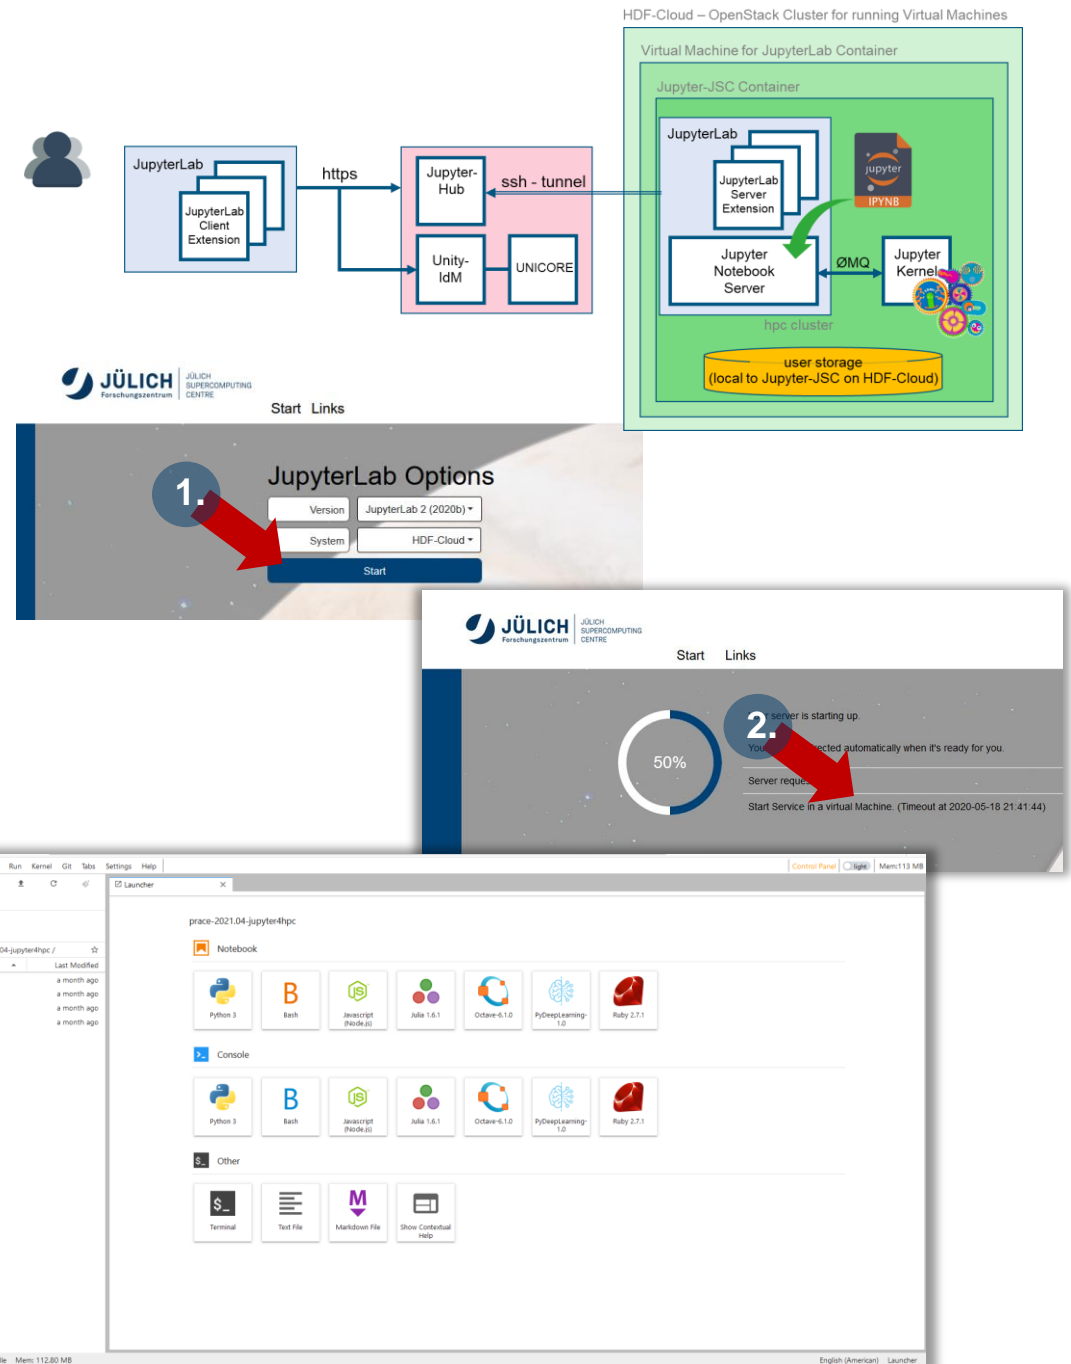 HDF-Cloud – OpenStack Cluster for running Virtual Machines
Virtual Machine for JupyterLab Container
Jupyter-JSC Container
JupyterLab
JupyterLab
Client
Extension
https
Jupyter-
Hub
Unity-
IdM
UNICORE
ssh - tunnel
JupyterLab
JupyterLab
Server
Extension
jupyter
IPYNB
Jupyter
Notebook
Server
ØMQ
Jupyter
Kernel
hpc cluster
user storage
(local to Jupyter-JSC on HDF-Cloud)
JÜLICH
Forschungszentrum
JÜLICH
SUPERCOMPUTING
CENTRE
Start Links
JupyterLab Options
1.
Version JupyterLab 2 (2020b)
System HDF-Cloud
Start
JÜLICH
Forschungszentrum
JÜLICH
SUPERCOMPUTING
CENTRE
Start Links
50%
2.
server is starting up.
You rected automatically when it's ready for you.
Server reques
Start Service in a virtual Machine. (Timeout at 2020-05-18 21:41:44)
Run Kernel Git Tabs Settings Help
Control Panel light Mem:113 MB
Launcher
04-jupyter4hpc /
Last Modified
a month ago
a month ago
a month ago
a month ago
prace-2021.04-jupyter4hpc
Notebook
Python 3
Bash
Javascript
(Node.js)
Julia 1.6.1
Octave-6.1.0
PyDeepLearning-
1.0
Ruby 2.7.1
Console
Python 3
Bash
Javascript
(Node.js)
Julia 1.6.1
Octave-6.1.0
PyDeepLearning-
1.0
Ruby 2.7.1
$_ Other
$_
Terminal
Text File
Markdown File
Show Contextual
Help
Mem: 112.80 MB
English (American) Launcher